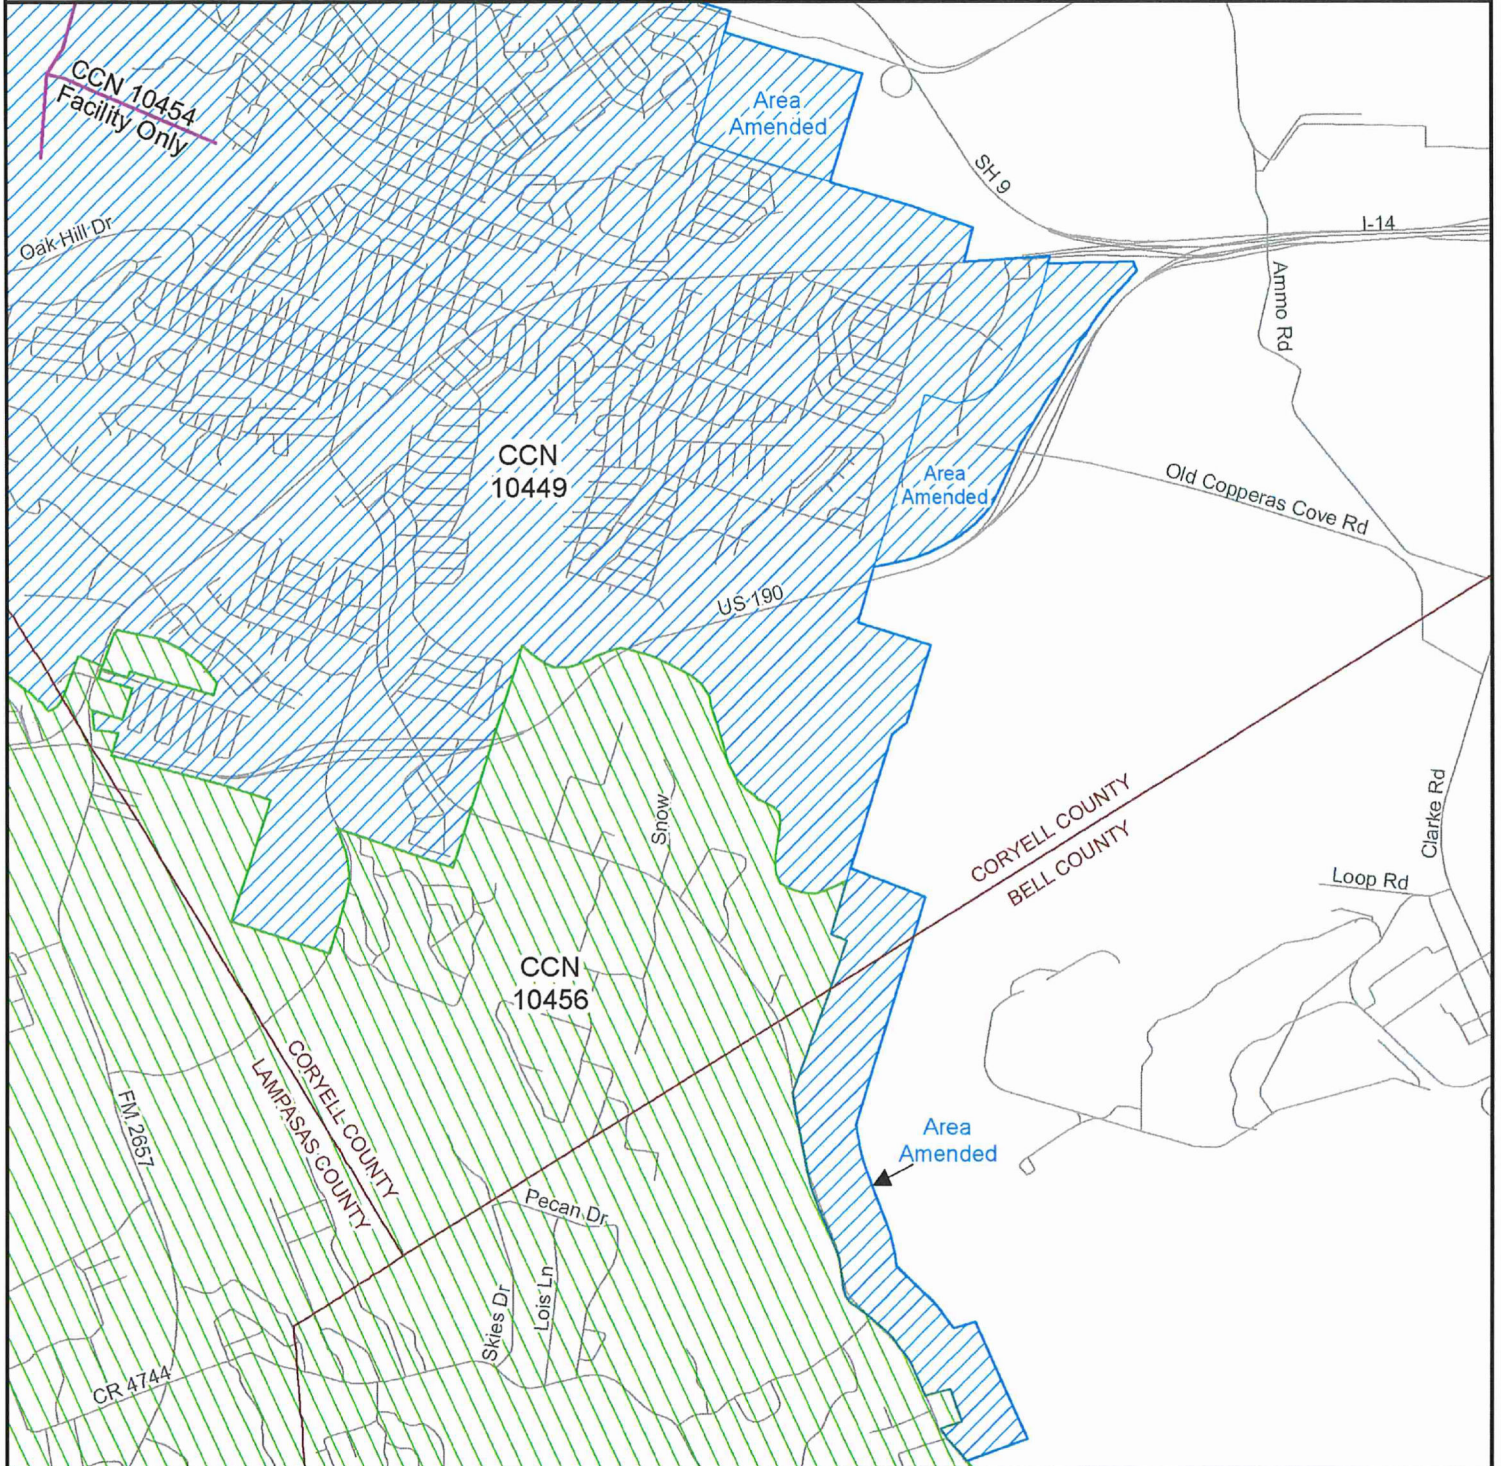 CCN 10454
Facility Only
Area
Amended
SH 9
I-14
Oak Hill Dr
Ammo Rd
CCN
10449
Area
Amended
Old Copperas Cove Rd
US 190
Snow
CORYELL COUNTY
BELL COUNTY
Clarke Rd
Loop Rd
CCN
10456
CORYELL COUNTY
LAMPASAS COUNTY
FM 2657
Area
Amended
Pecan Dr
Skies Dr
Lois Ln
CR 4744